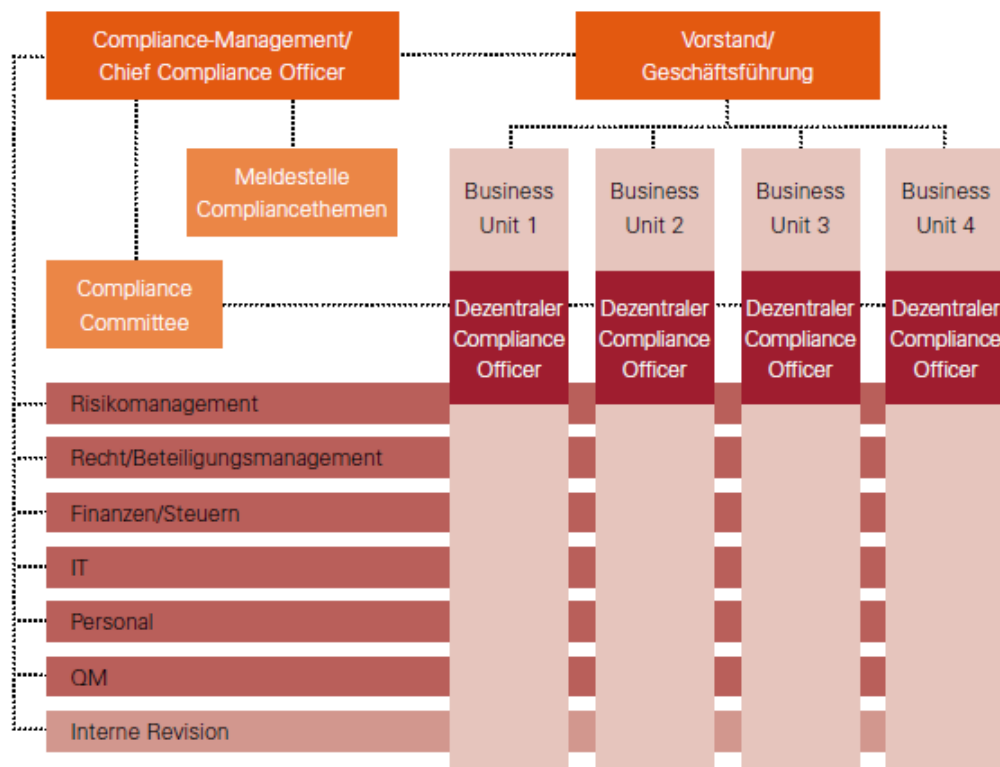 Compliance-Management/
Chief Compliance Officer
Vorstand/
Geschäftsführung
Meldestelle
Compliancethemen
Business
Unit 1
Business
Unit 2
Business
Unit 3
Business
Unit 4
Compliance
Committee
Dezentraler
Compliance
Officer
Dezentraler
Compliance
Officer
Dezentraler
Compliance
Officer
Dezentraler
Compliance
Officer
Risikomanagement
Recht/Beteiligungsmanagement
Finanzen/Steuern
IT
Personal
QM
Interne Revision